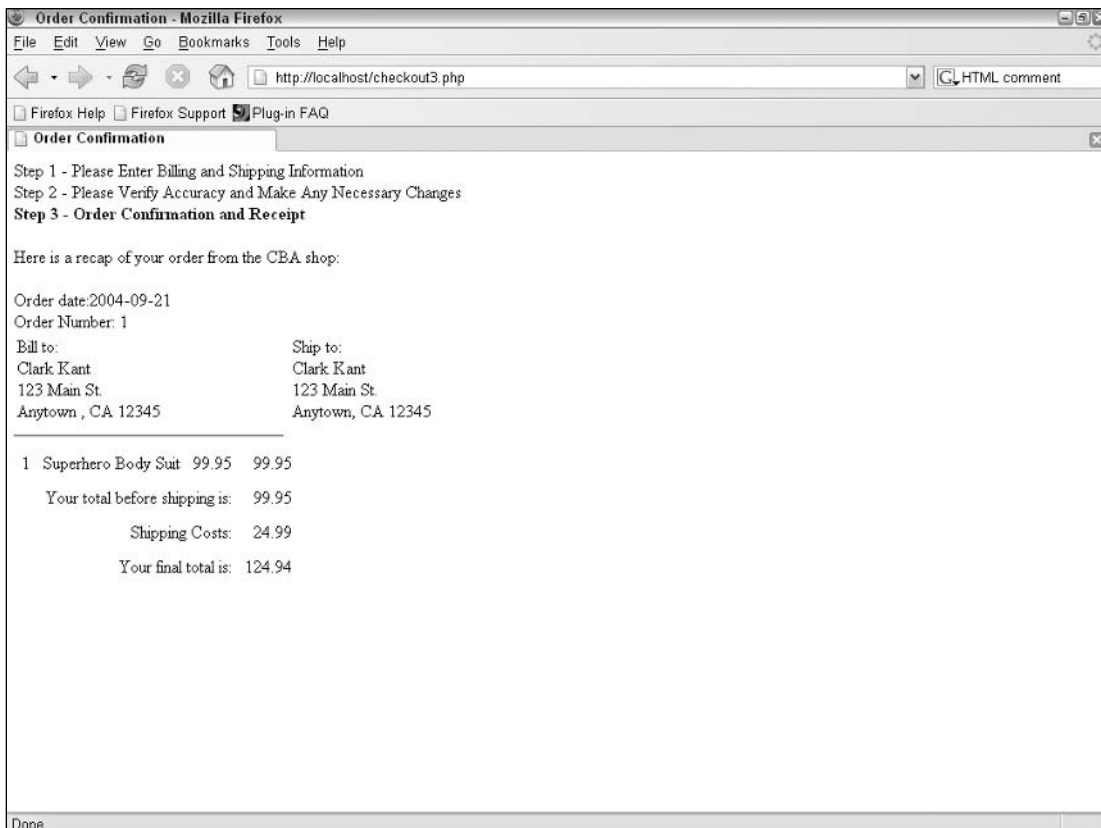 Order Confirmation - Mozilla Firefox
File Edit View Go Bookmarks Tools Help
http://localhost/checkout3.php
G HTML comment
Firefox Help Firefox Support Plug-in FAQ
Order Confirmation
Step 1 - Please Enter Billing and Shipping Information
Step 2 - Please Verify Accuracy and Make Any Necessary Changes
Step 3 - Order Confirmation and Receipt
Here is a recap of your order from the CBA shop:
Order date:2004-09-21
Order Number: 1
Bill to: Ship to:
Clark Kant Clark Kant
123 Main St. 123 Main St.
Anytown , CA 12345 Anytown, CA 12345
1 Superhero Body Suit 99.95 99.95
Your total before shipping is: 99.95
Shipping Costs: 24.99
Your final total is: 124.94
Done